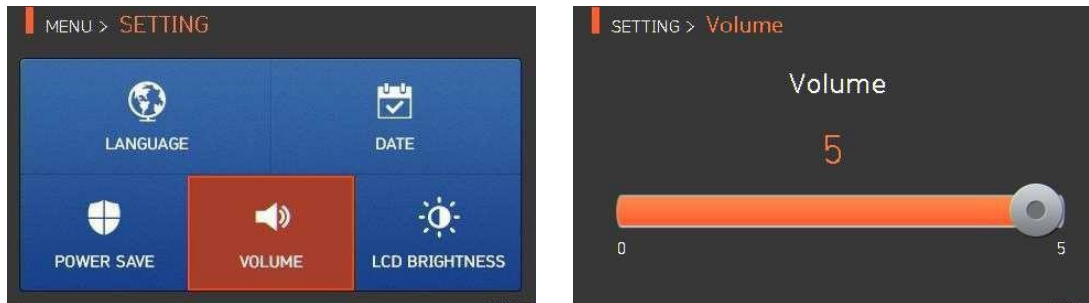 MENU > SETTING
LANGUAGE
DATE
POWER SAVE
VOLUME
LCD BRIGHTNESS
SETTING > Volume
Volume
5
0
5